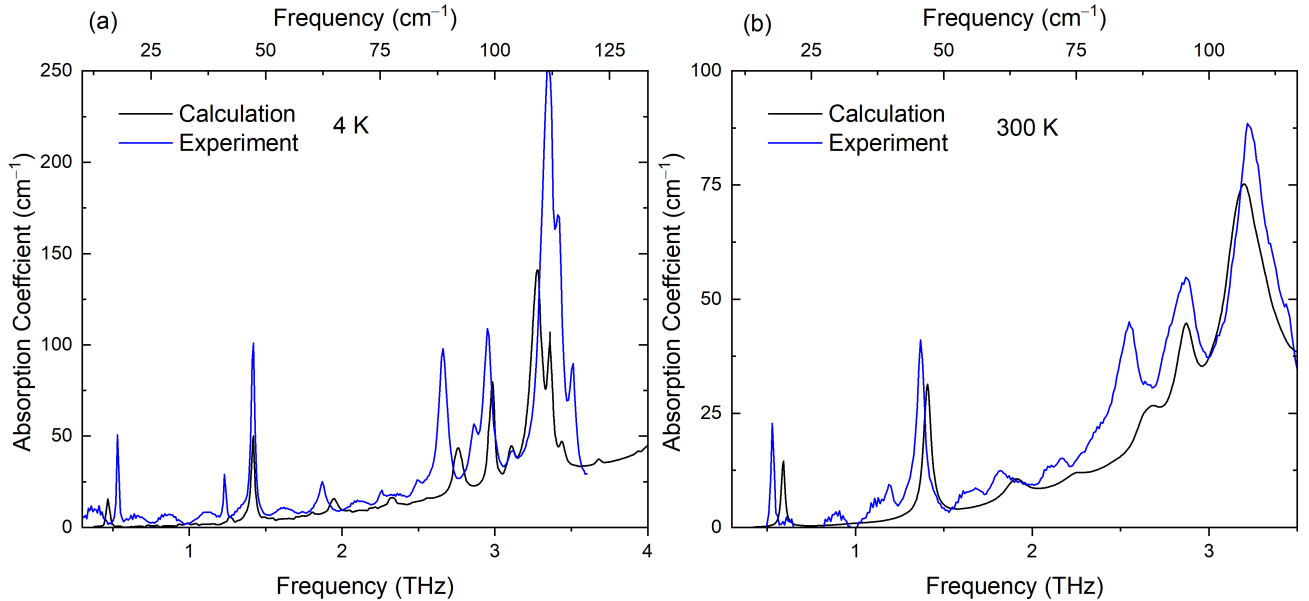 (a)
Frequency (cm⁻¹)
25 50 75 100 125
250
200
150
100
50
0
Absorption Coeffcient (cm⁻¹)
Calculation
Experiment
4 K
1 2 3 4
Frequency (THz)
(b)
Frequency (cm⁻¹)
25 50 75 100
100
75
50
25
0
Absorption Coeffcient (cm⁻¹)
Calculation
Experiment
300 K
1 2 3
Frequency (THz)